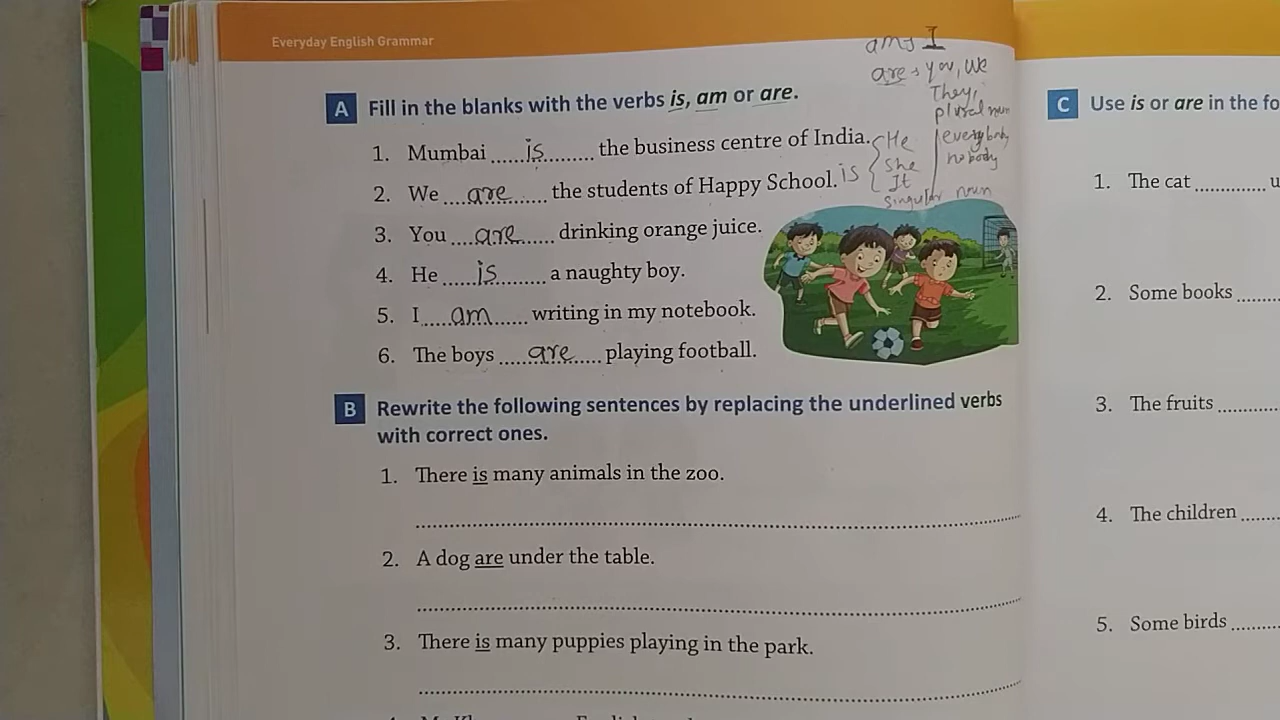 Everyday English Grammar
am → I
are → you, we
They,
plural noun
A Fill in the blanks with the verbs is, am or are.
1. Mumbai ......is......... the business centre of India.
2. We ....are...... the students of Happy School.
3. You ....are....... drinking orange juice.
4. He ......is......... a naughty boy.
5. I.....am....... writing in my notebook.
6. The boys .....are..... playing football.
is { He
She
It
singular noun
everybody
nobody
B Rewrite the following sentences by replacing the underlined verbs
with correct ones.
1. There is many animals in the zoo.
2. A dog are under the table.
3. There is many puppies playing in the park.
C Use is or are in the fo
1. The cat ............. u
2. Some books ........
3. The fruits ...........
4. The children .......
5. Some birds .........